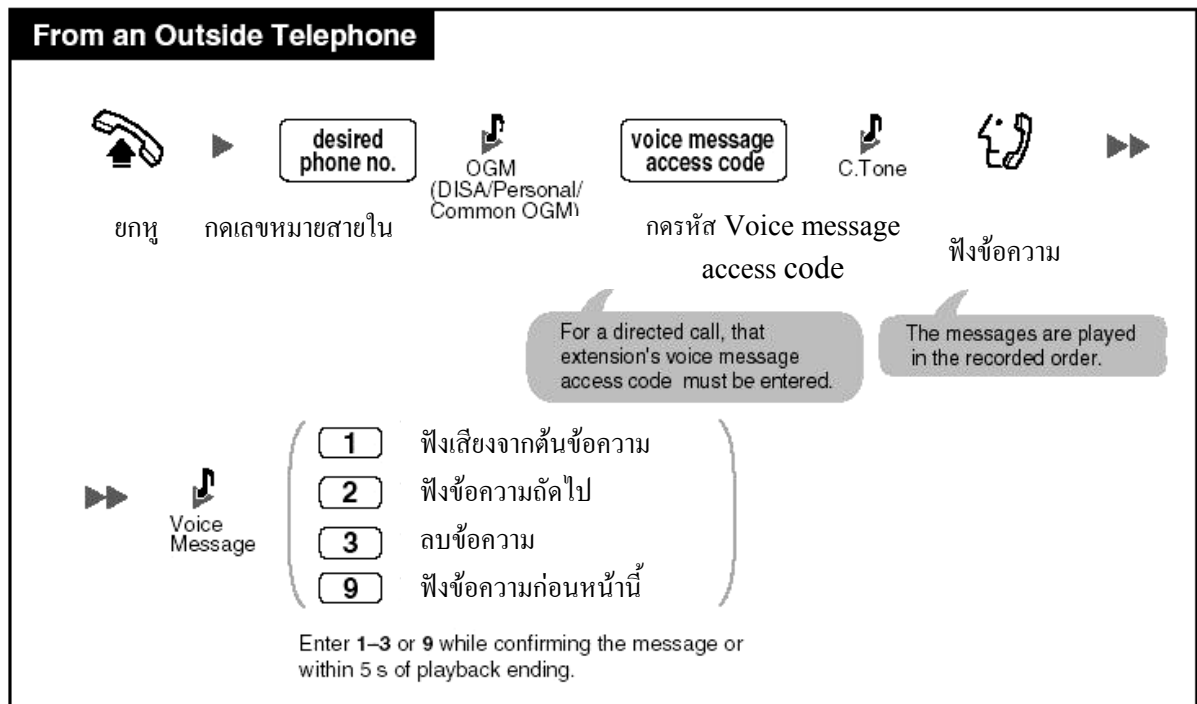 From an Outside Telephone
desired
phone no.
OGM
(DISA/Personal/
Common OGM)
voice message
access code
C.Tone
ยกหู
กดเลขหมายสายใน
กดรหัส Voice message
access code
ฟังข้อความ
For a directed call, that
extension's voice message
access code must be entered.
The messages are played
in the recorded order.
Voice
Message
1 ฟังเสียงจากต้นข้อความ
2 ฟังข้อความถัดไป
3 ลบข้อความ
9 ฟังข้อความก่อนหน้านี้
Enter 1–3 or 9 while confirming the message or
within 5 s of playback ending.